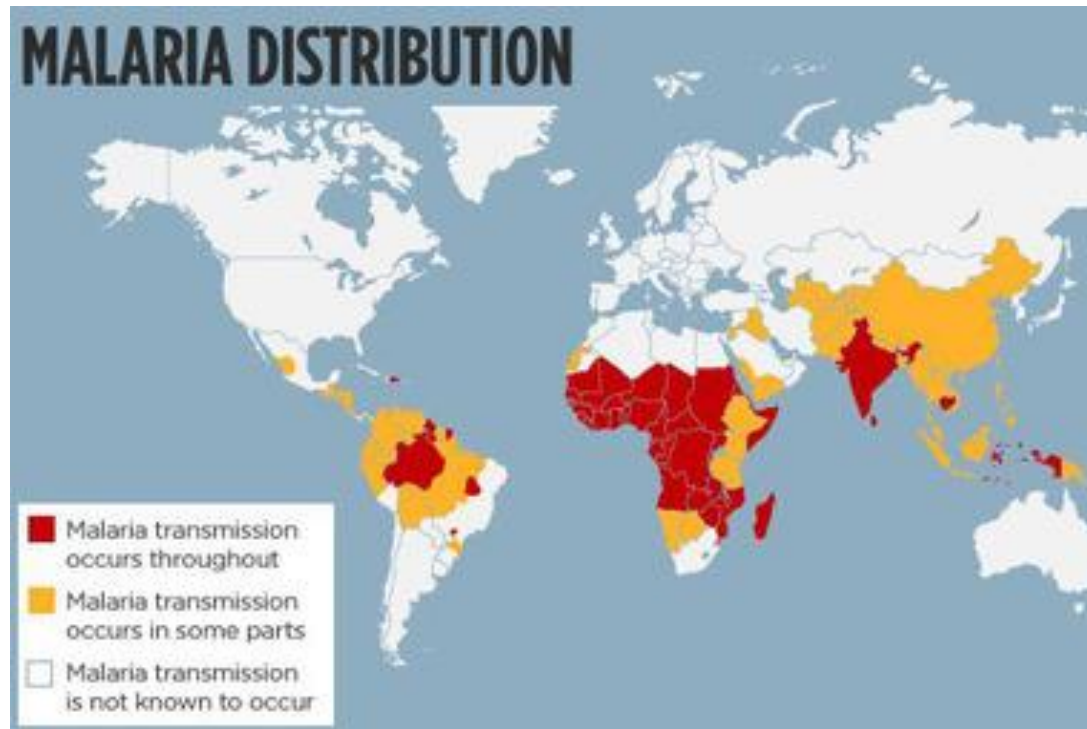 MALARIA DISTRIBUTION
Malaria transmission
occurs throughout
Malaria transmission
occurs in some parts
Malaria transmission
is not known to occur